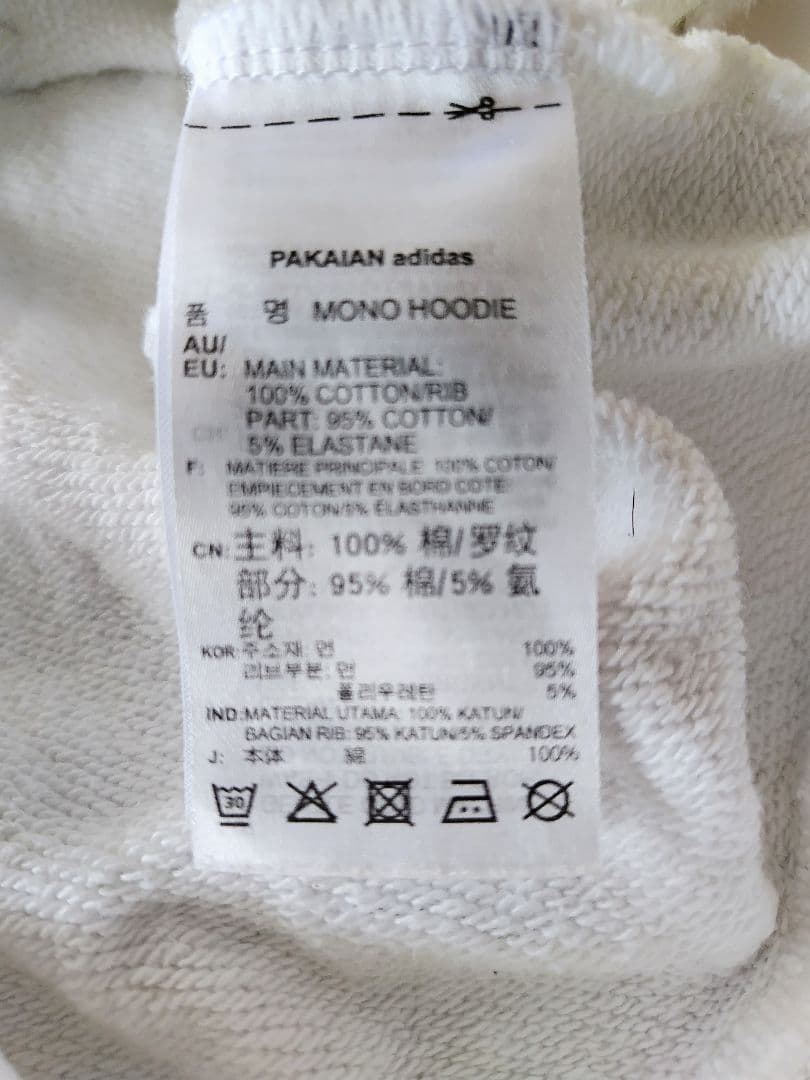 PAKAIAN adidas
품 명 MONO HOODIE
AU/
EU: MAIN MATERIAL:
100% COTTON/RIB
PART: 95% COTTON/
5% ELASTANE
F: MATIERE PRINCIPALE: 100% COTON/
EMPIECEMENT EN BORD COTE:
95% COTON/5% ÉLASTHANNE
CN: 主料: 100% 棉/罗纹
部分: 95% 棉/5% 氨
纶
KOR: 주소재: 면 100%
리브부분: 면 95%
폴리우레탄 5%
IND: MATERIAL UTAMA: 100% KATUN/
BAGIAN RIB: 95% KATUN/5% SPANDEX
J: 本体 綿 100%
30